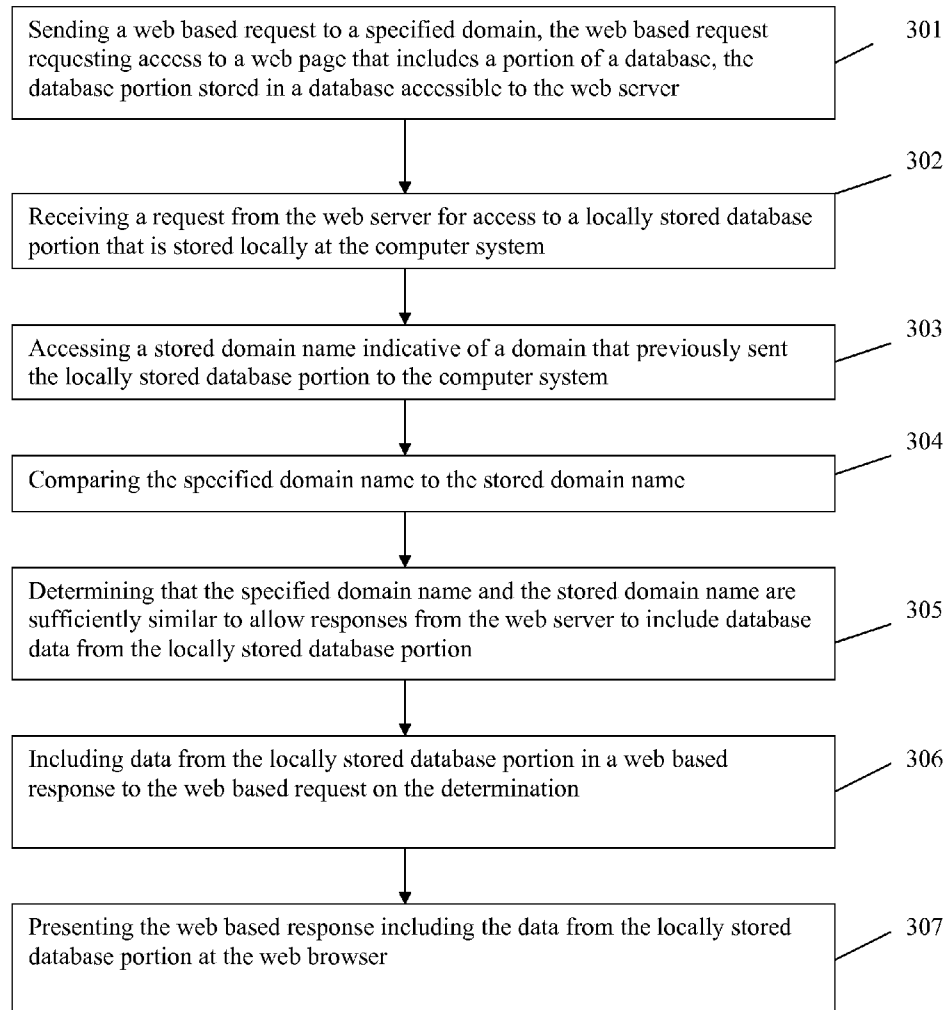 Sending a web based request to a specified domain, the web based request
requesting access to a web page that includes a portion of a database, the
database portion stored in a database accessible to the web server
301
302
Receiving a request from the web server for access to a locally stored database
portion that is stored locally at the computer system
303
Accessing a stored domain name indicative of a domain that previously sent
the locally stored database portion to the computer system
304
Comparing the specified domain name to the stored domain name
Determining that the specified domain name and the stored domain name are
sufficiently similar to allow responses from the web server to include database
data from the locally stored database portion
305
Including data from the locally stored database portion in a web based
response to the web based request on the determination
306
Presenting the web based response including the data from the locally stored
database portion at the web browser
307